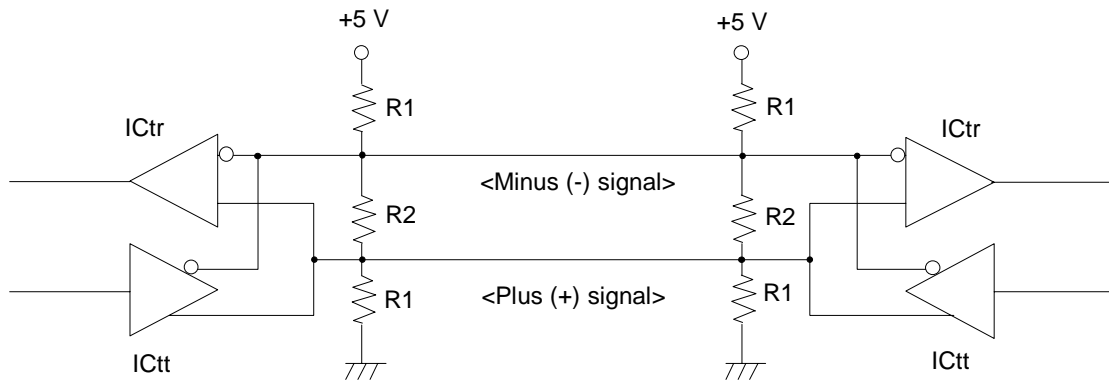 +5 V
+5 V
R1
R1
ICtr
ICtr
<Minus (-) signal>
R2
R2
<Plus (+) signal>
R1
R1
ICtt
ICtt